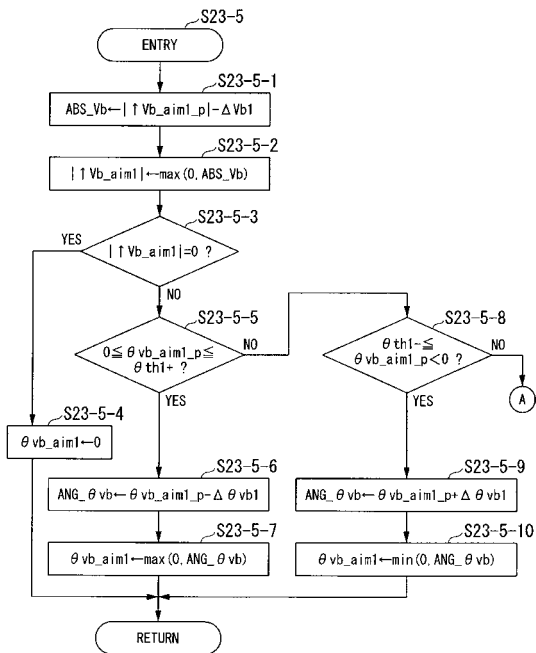 S23-5
ENTRY
S23-5-1
ABS_Vb←|↑Vb_aim1_p|-ΔVb1
S23-5-2
|↑Vb_aim1|←max(0, ABS_Vb)
S23-5-3
YES
|↑Vb_aim1|=0 ?
NO
S23-5-5
0≦θvb_aim1_p≦
θth1+ ?
NO
YES
S23-5-8
θth1-≦
θvb_aim1_p<0 ?
NO
YES
A
S23-5-4
θvb_aim1←0
S23-5-6
ANG_θvb←θvb_aim1_p-Δθvb1
S23-5-9
ANG_θvb←θvb_aim1_p+Δθvb1
S23-5-7
θvb_aim1←max(0, ANG_θvb)
S23-5-10
θvb_aim1←min(0, ANG_θvb)
RETURN